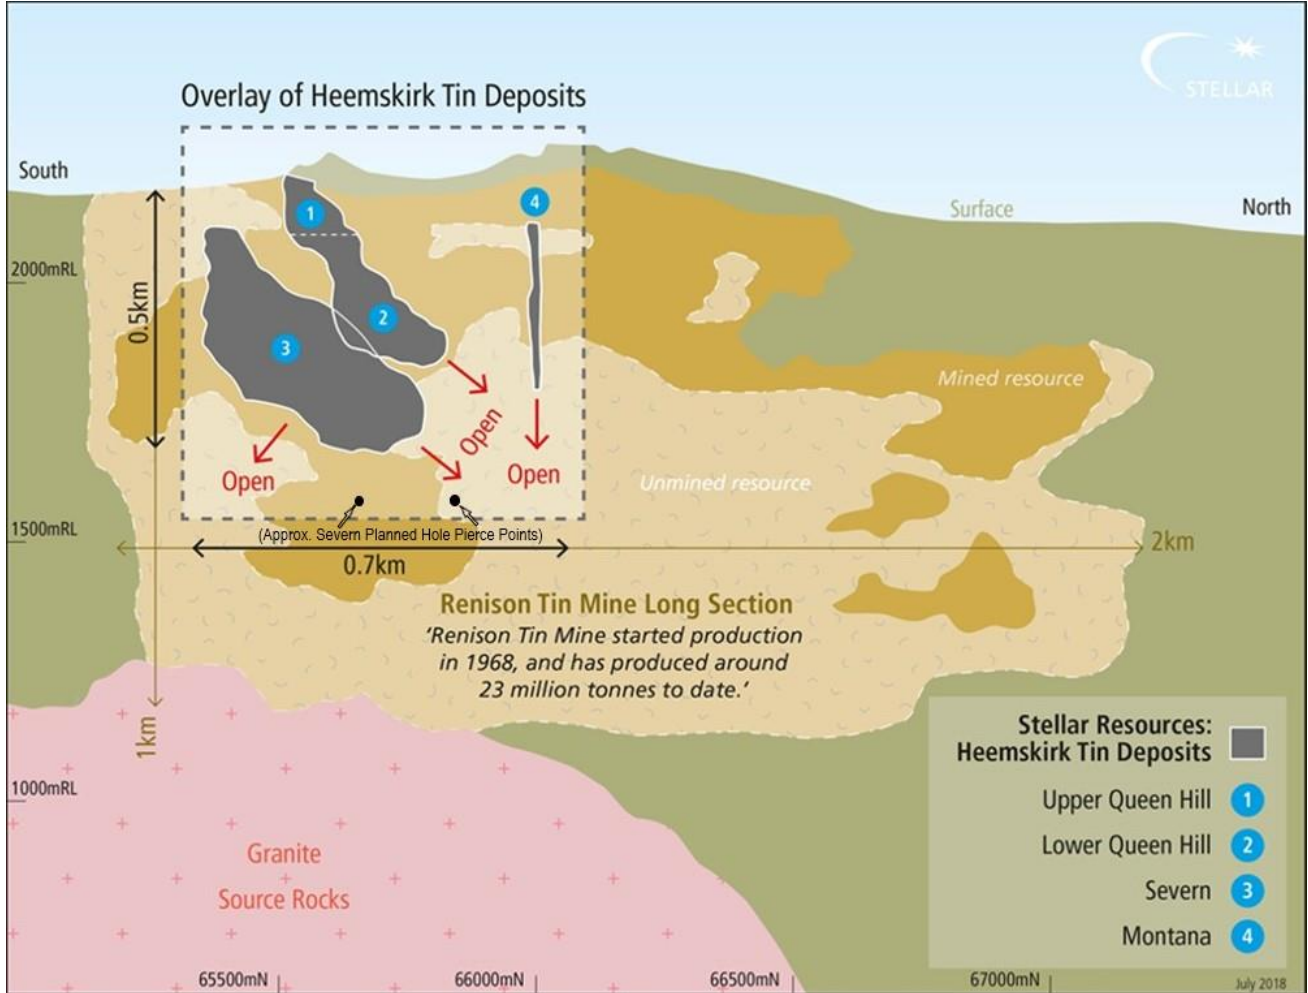 STELLAR
Overlay of Heemskirk Tin Deposits
South
North
Surface
1
4
2000mRL
0.5km
2
3
Mined resource
Open
Open
Open
Unmined resource
1500mRL
(Approx. Severn Planned Hole Pierce Points)
2km
0.7km
Renison Tin Mine Long Section
‘Renison Tin Mine started production
in 1968, and has produced around
23 million tonnes to date.’
1km
1000mRL
Granite
Source Rocks
Stellar Resources:
Heemskirk Tin Deposits
Upper Queen Hill 1
Lower Queen Hill 2
Severn 3
Montana 4
65500mN
66000mN
66500mN
67000mN
July 2018